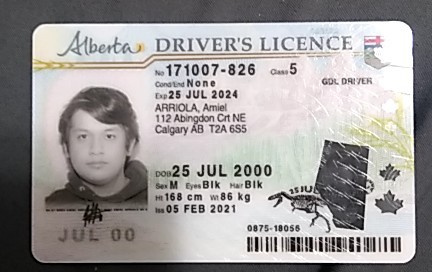 Alberta DRIVER'S LICENCE
No 171007-826 Class 5
Cond/End None GDL DRIVER
Exp 25 JUL 2024
ARRIOLA, Amiel
112 Abingdon Crt NE
Calgary AB T2A 6S5
DOB 25 JUL 2000
Sex M Eyes Blk Hair Blk
25 JUL
Ht 168 cm Wt 86 kg
Iss 05 FEB 2021
JUL 00
0875-18056